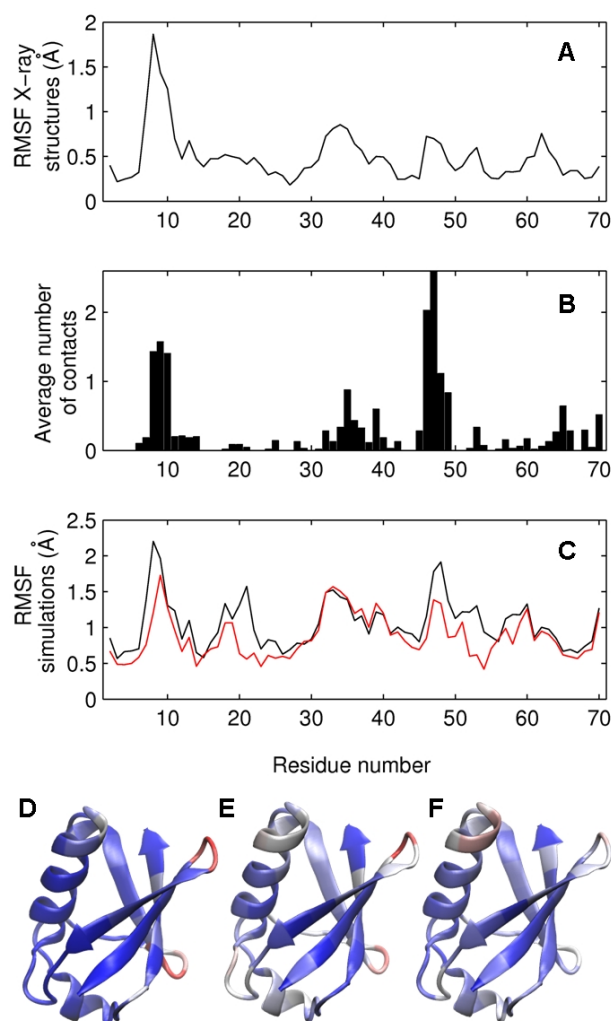 2
1.5
1
0.5
0
RMSF X-ray
structures (Å)
A
10 20 30 40 50 60 70
2
1
0
Average number
of contacts
B
10 20 30 40 50 60 70
2.5
2
1.5
1
0.5
0
RMSF
simulations (Å)
C
10 20 30 40 50 60 70
Residue number
D E F